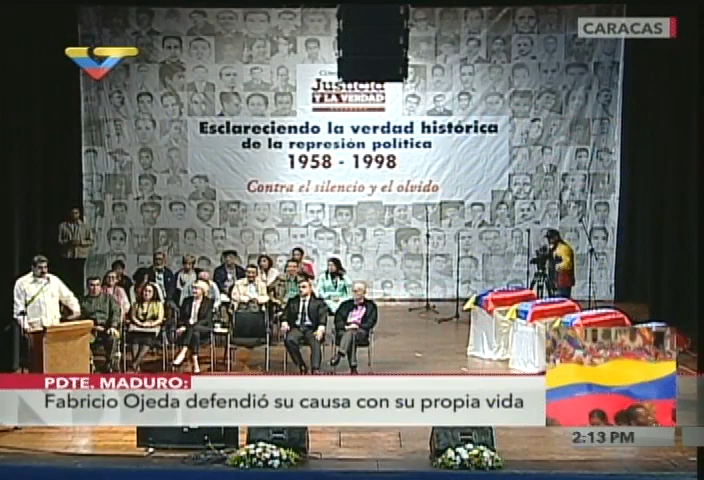 CARACAS
Justicia
Y LA VERDAD
Esclareciendo la verdad histórica
de la represión política
1958 - 1998
Contra el silencio y el olvido
PDTE. MADURO:
Fabricio Ojeda defendió su causa con su propia vida
2:13 PM